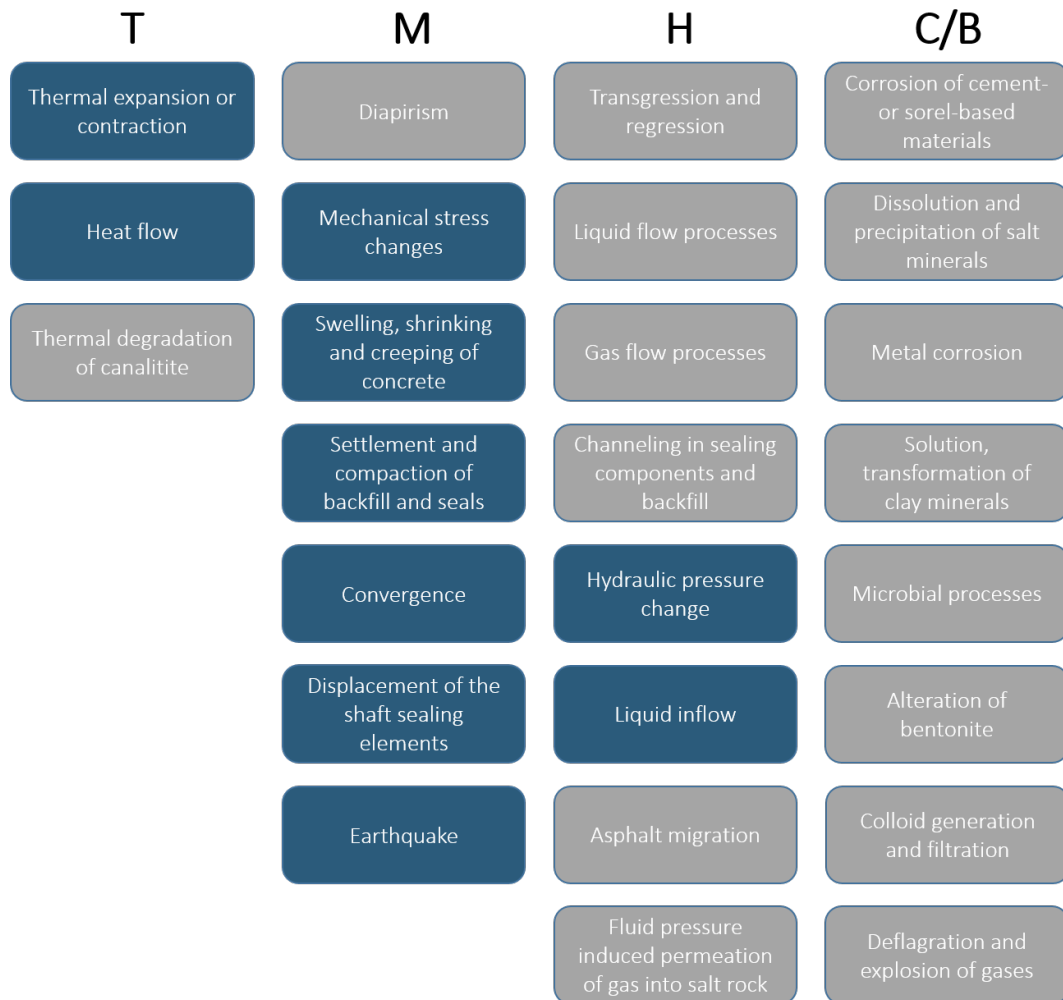 T
M
H
C/B
Thermal expansion or
contraction
Diapirism
Transgression and
regression
Corrosion of cement-
or sorel-based
materials
Heat flow
Mechanical stress
changes
Liquid flow processes
Dissolution and
precipitation of salt
minerals
Thermal degradation
of canalitite
Swelling, shrinking
and creeping of
concrete
Gas flow processes
Metal corrosion
Settlement and
compaction of
backfill and seals
Channeling in sealing
components and
backfill
Solution,
transformation of
clay minerals
Convergence
Hydraulic pressure
change
Microbial processes
Displacement of the
shaft sealing
elements
Liquid inflow
Alteration of
bentonite
Earthquake
Asphalt migration
Colloid generation
and filtration
Fluid pressure
induced permeation
of gas into salt rock
Deflagration and
explosion of gases